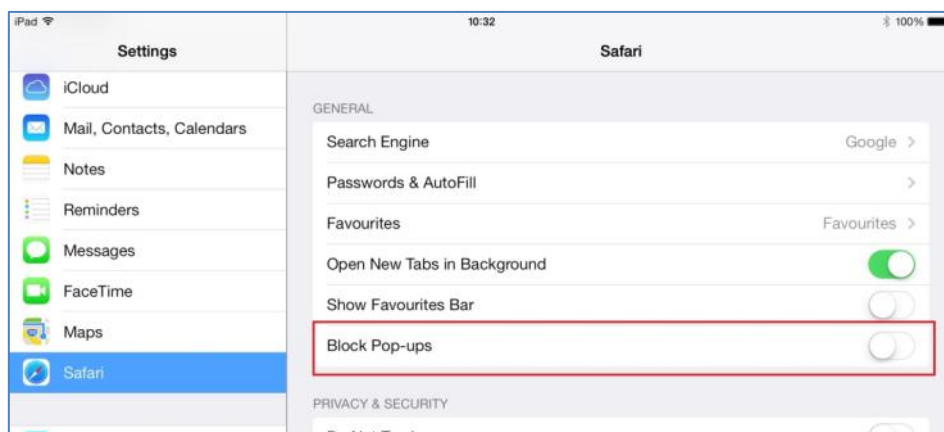 iPad 10:32 100%
Settings
Safari
iCloud
Mail, Contacts, Calendars
Notes
Reminders
Messages
FaceTime
Maps
Safari
GENERAL
Search Engine Google
Passwords & AutoFill
Favourites Favourites
Open New Tabs in Background
Show Favourites Bar
Block Pop-ups
PRIVACY & SECURITY